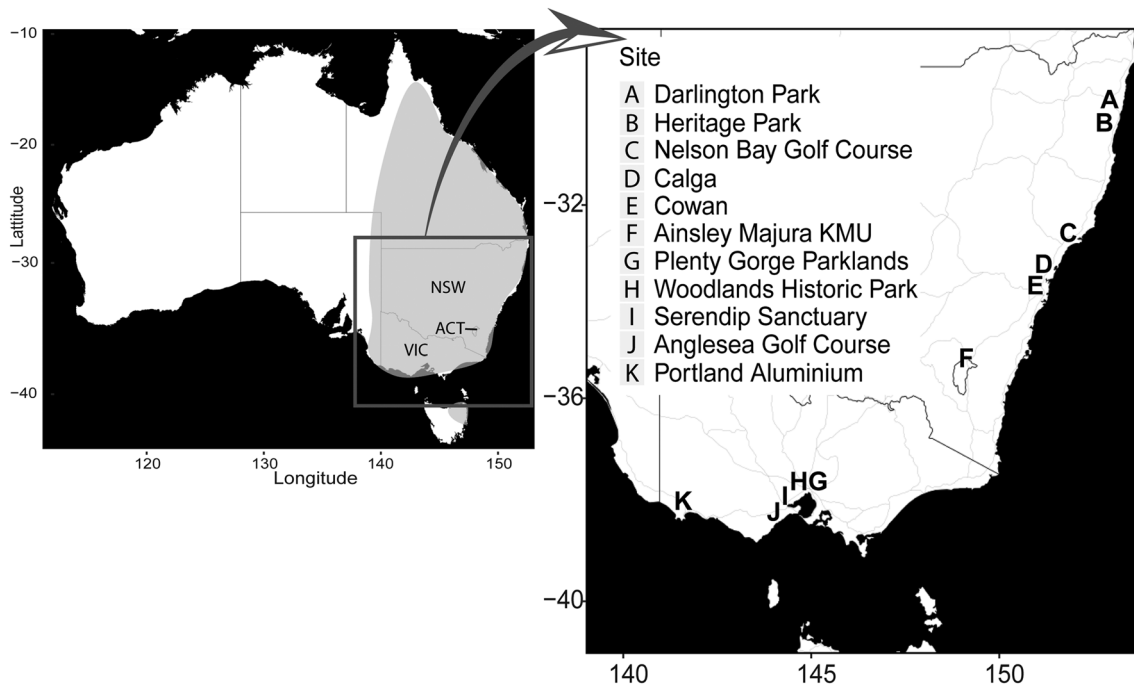 −10
−20
−30
−40
Lattitude
120
130
140
150
Longitude
NSW
ACT
VIC
Site
A Darlington Park
B Heritage Park
C Nelson Bay Golf Course
D Calga
E Cowan
F Ainsley Majura KMU
G Plenty Gorge Parklands
H Woodlands Historic Park
I Serendip Sanctuary
J Anglesea Golf Course
K Portland Aluminium
−32
−36
−40
140
145
150
A
B
C
D
E
F
HG
I
J
K